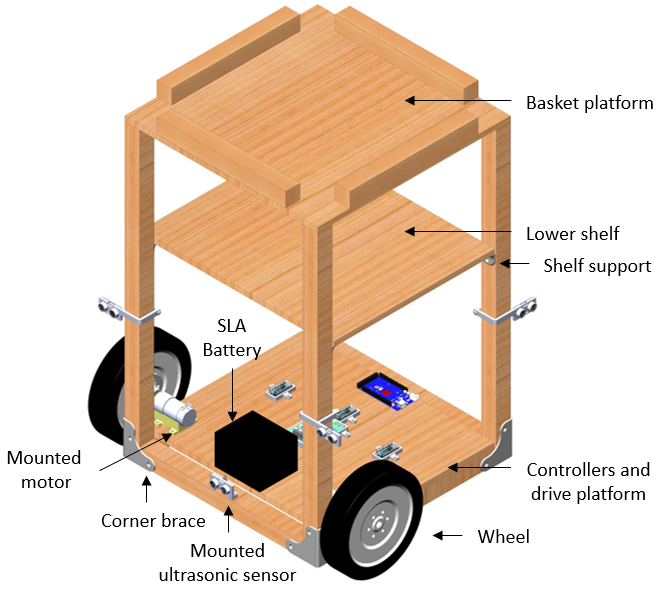 Basket platform
Lower shelf
Shelf support
SLA
Battery
Mounted
motor
Controllers and
drive platform
Corner brace
Wheel
Mounted
ultrasonic sensor